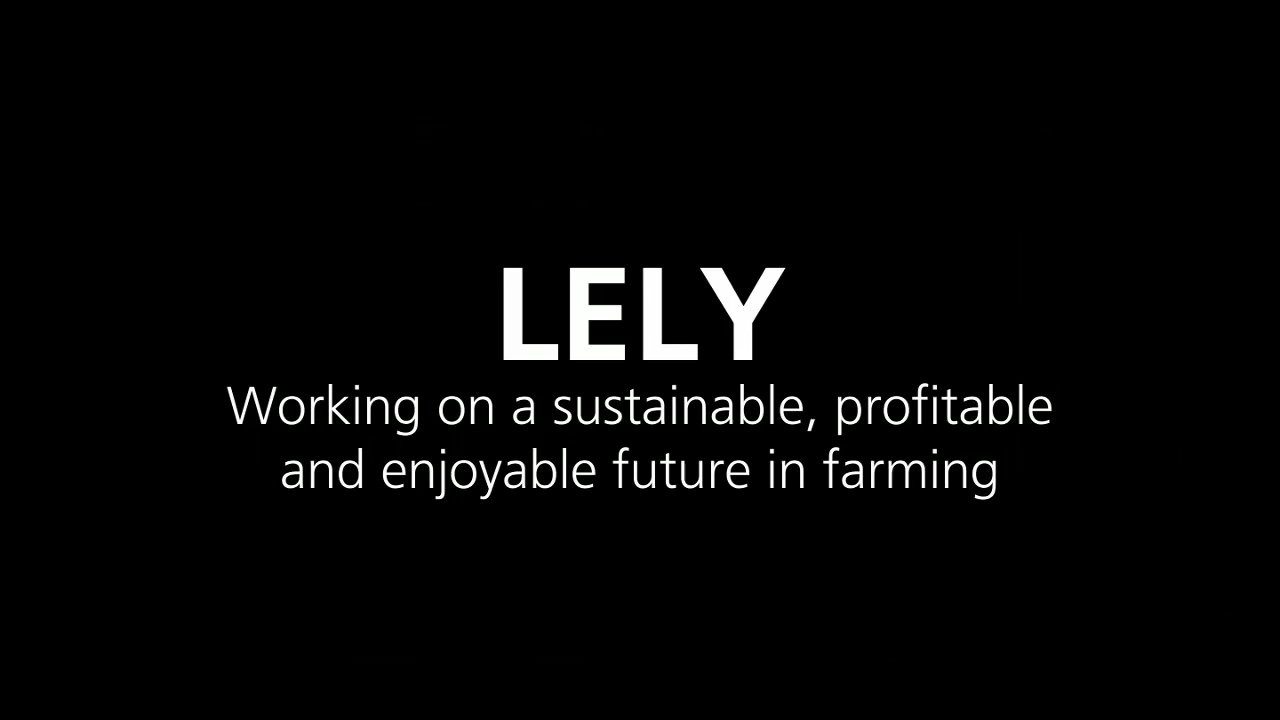 LELY
Working on a sustainable, profitable
and enjoyable future in farming